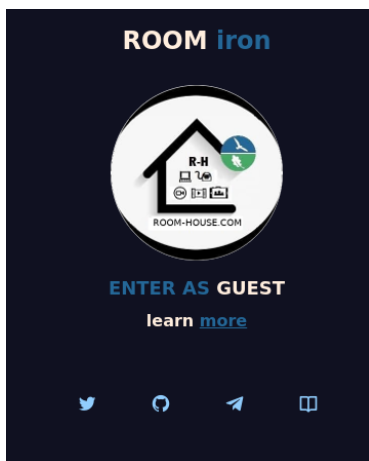 ROOM iron
R-H
ROOM-HOUSE.COM
ENTER AS GUEST
learn more